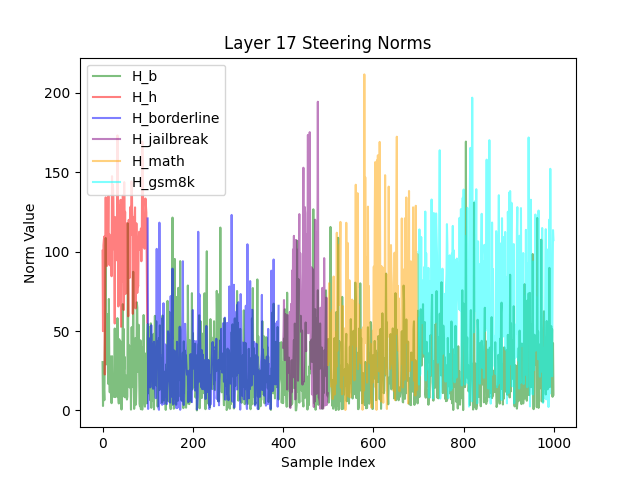 Layer 17 Steering Norms
H_b
H_h
H_borderline
H_jailbreak
H_math
H_gsm8k
Norm Value
200
150
100
50
0
0 200 400 600 800 1000
Sample Index